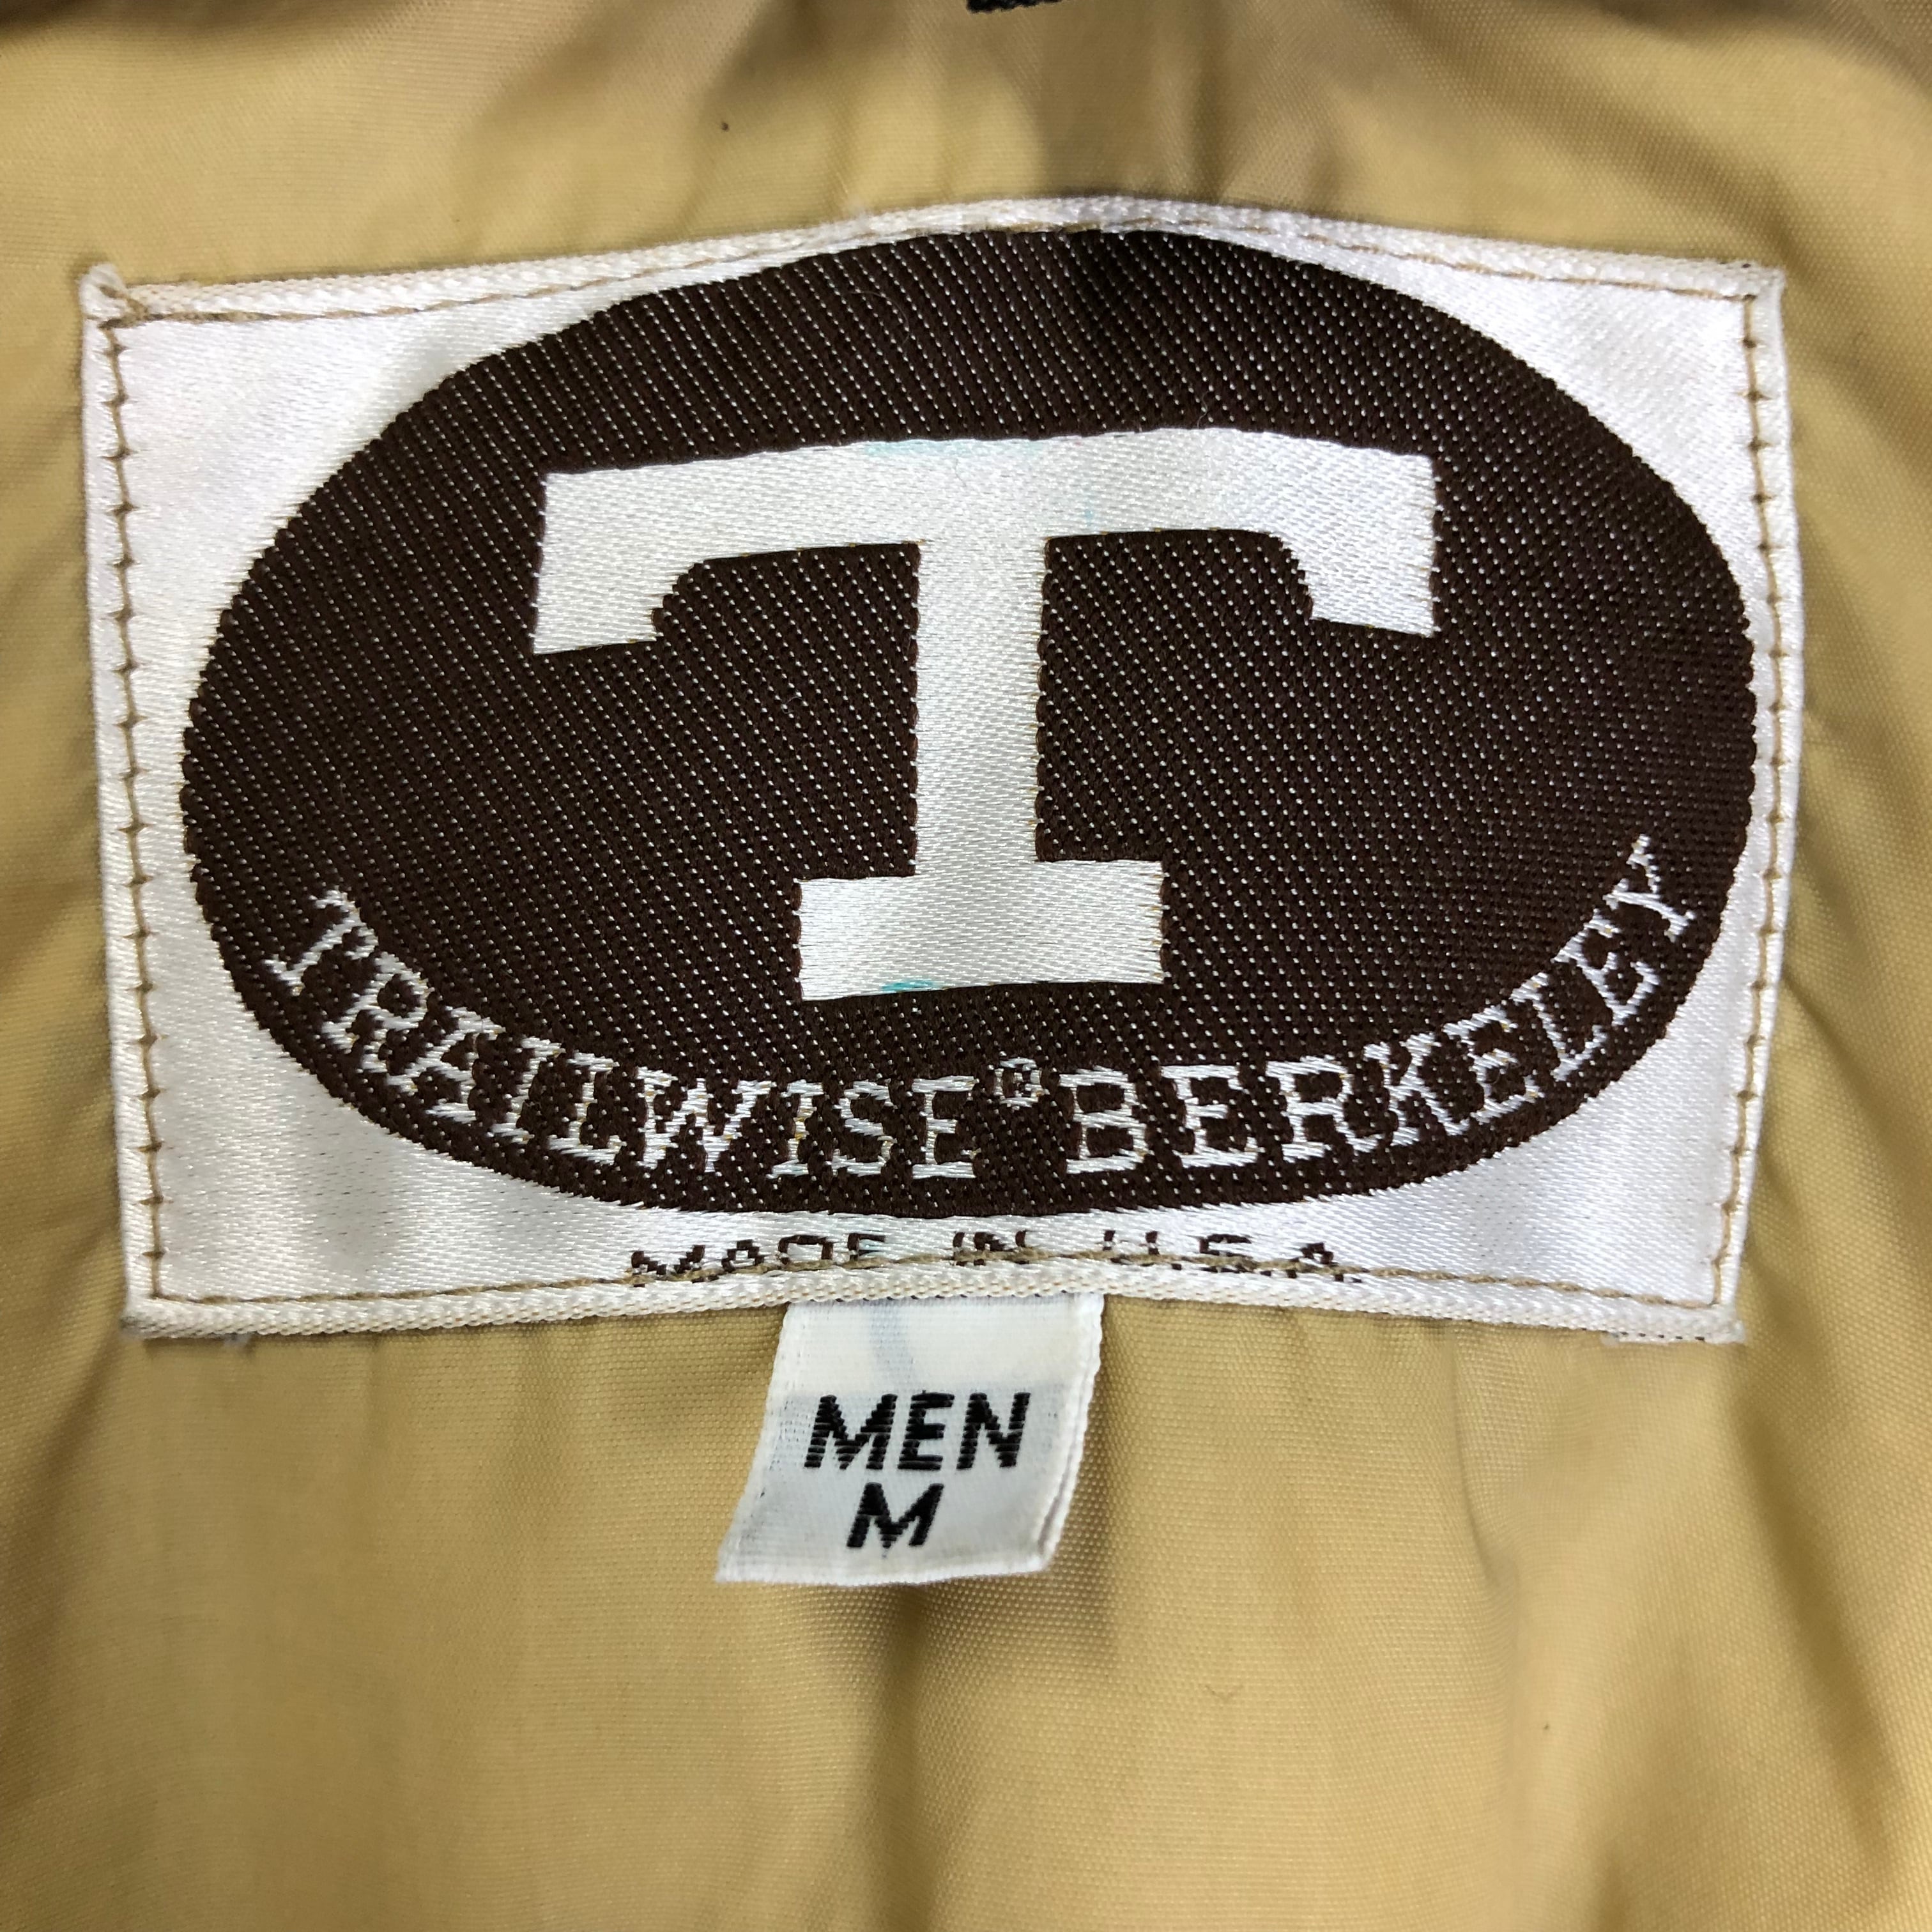 T
TRAILWISE® BERKELEY
MADE IN U.S.A.
MEN
M